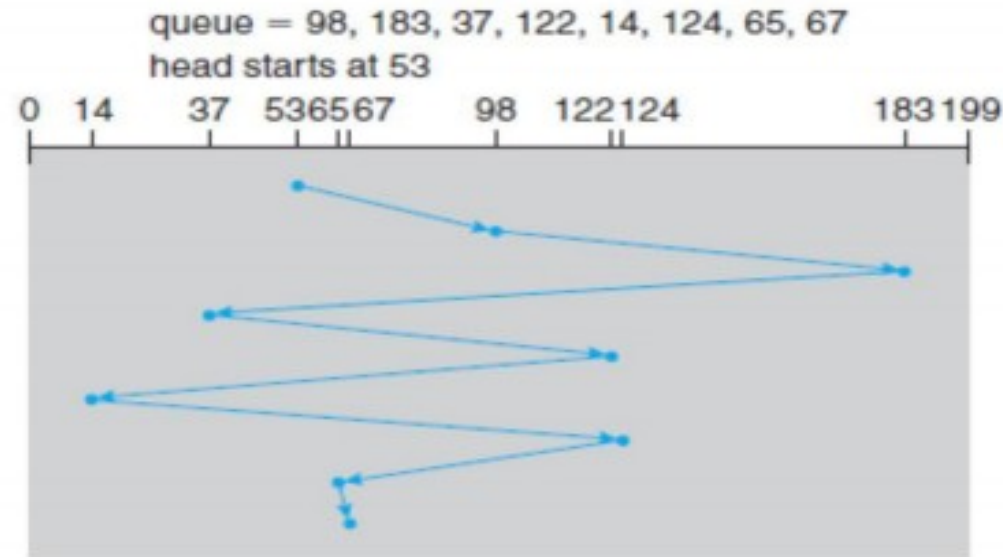 queue = 98, 183, 37, 122, 14, 124, 65, 67
head starts at 53
0 14 37 536567 98 122124 183199